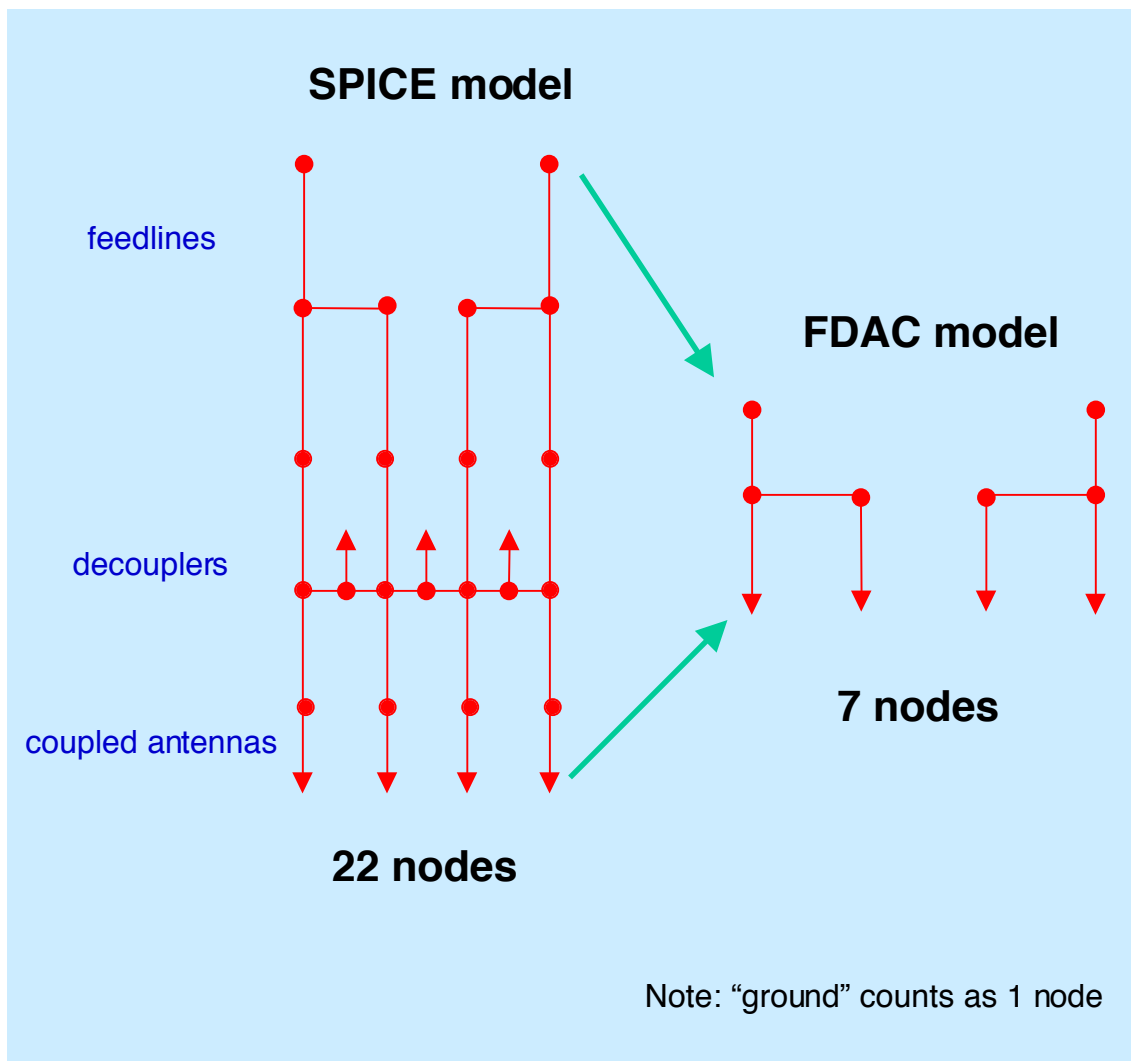 SPICE model
feedlines
FDAC model
decouplers
7 nodes
coupled antennas
22 nodes
Note: “ground” counts as 1 node